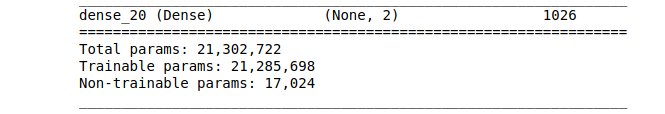 dense_20 (Dense) (None, 2) 1026
=================================================================
Total params: 21,302,722
Trainable params: 21,285,698
Non-trainable params: 17,024
_________________________________________________________________